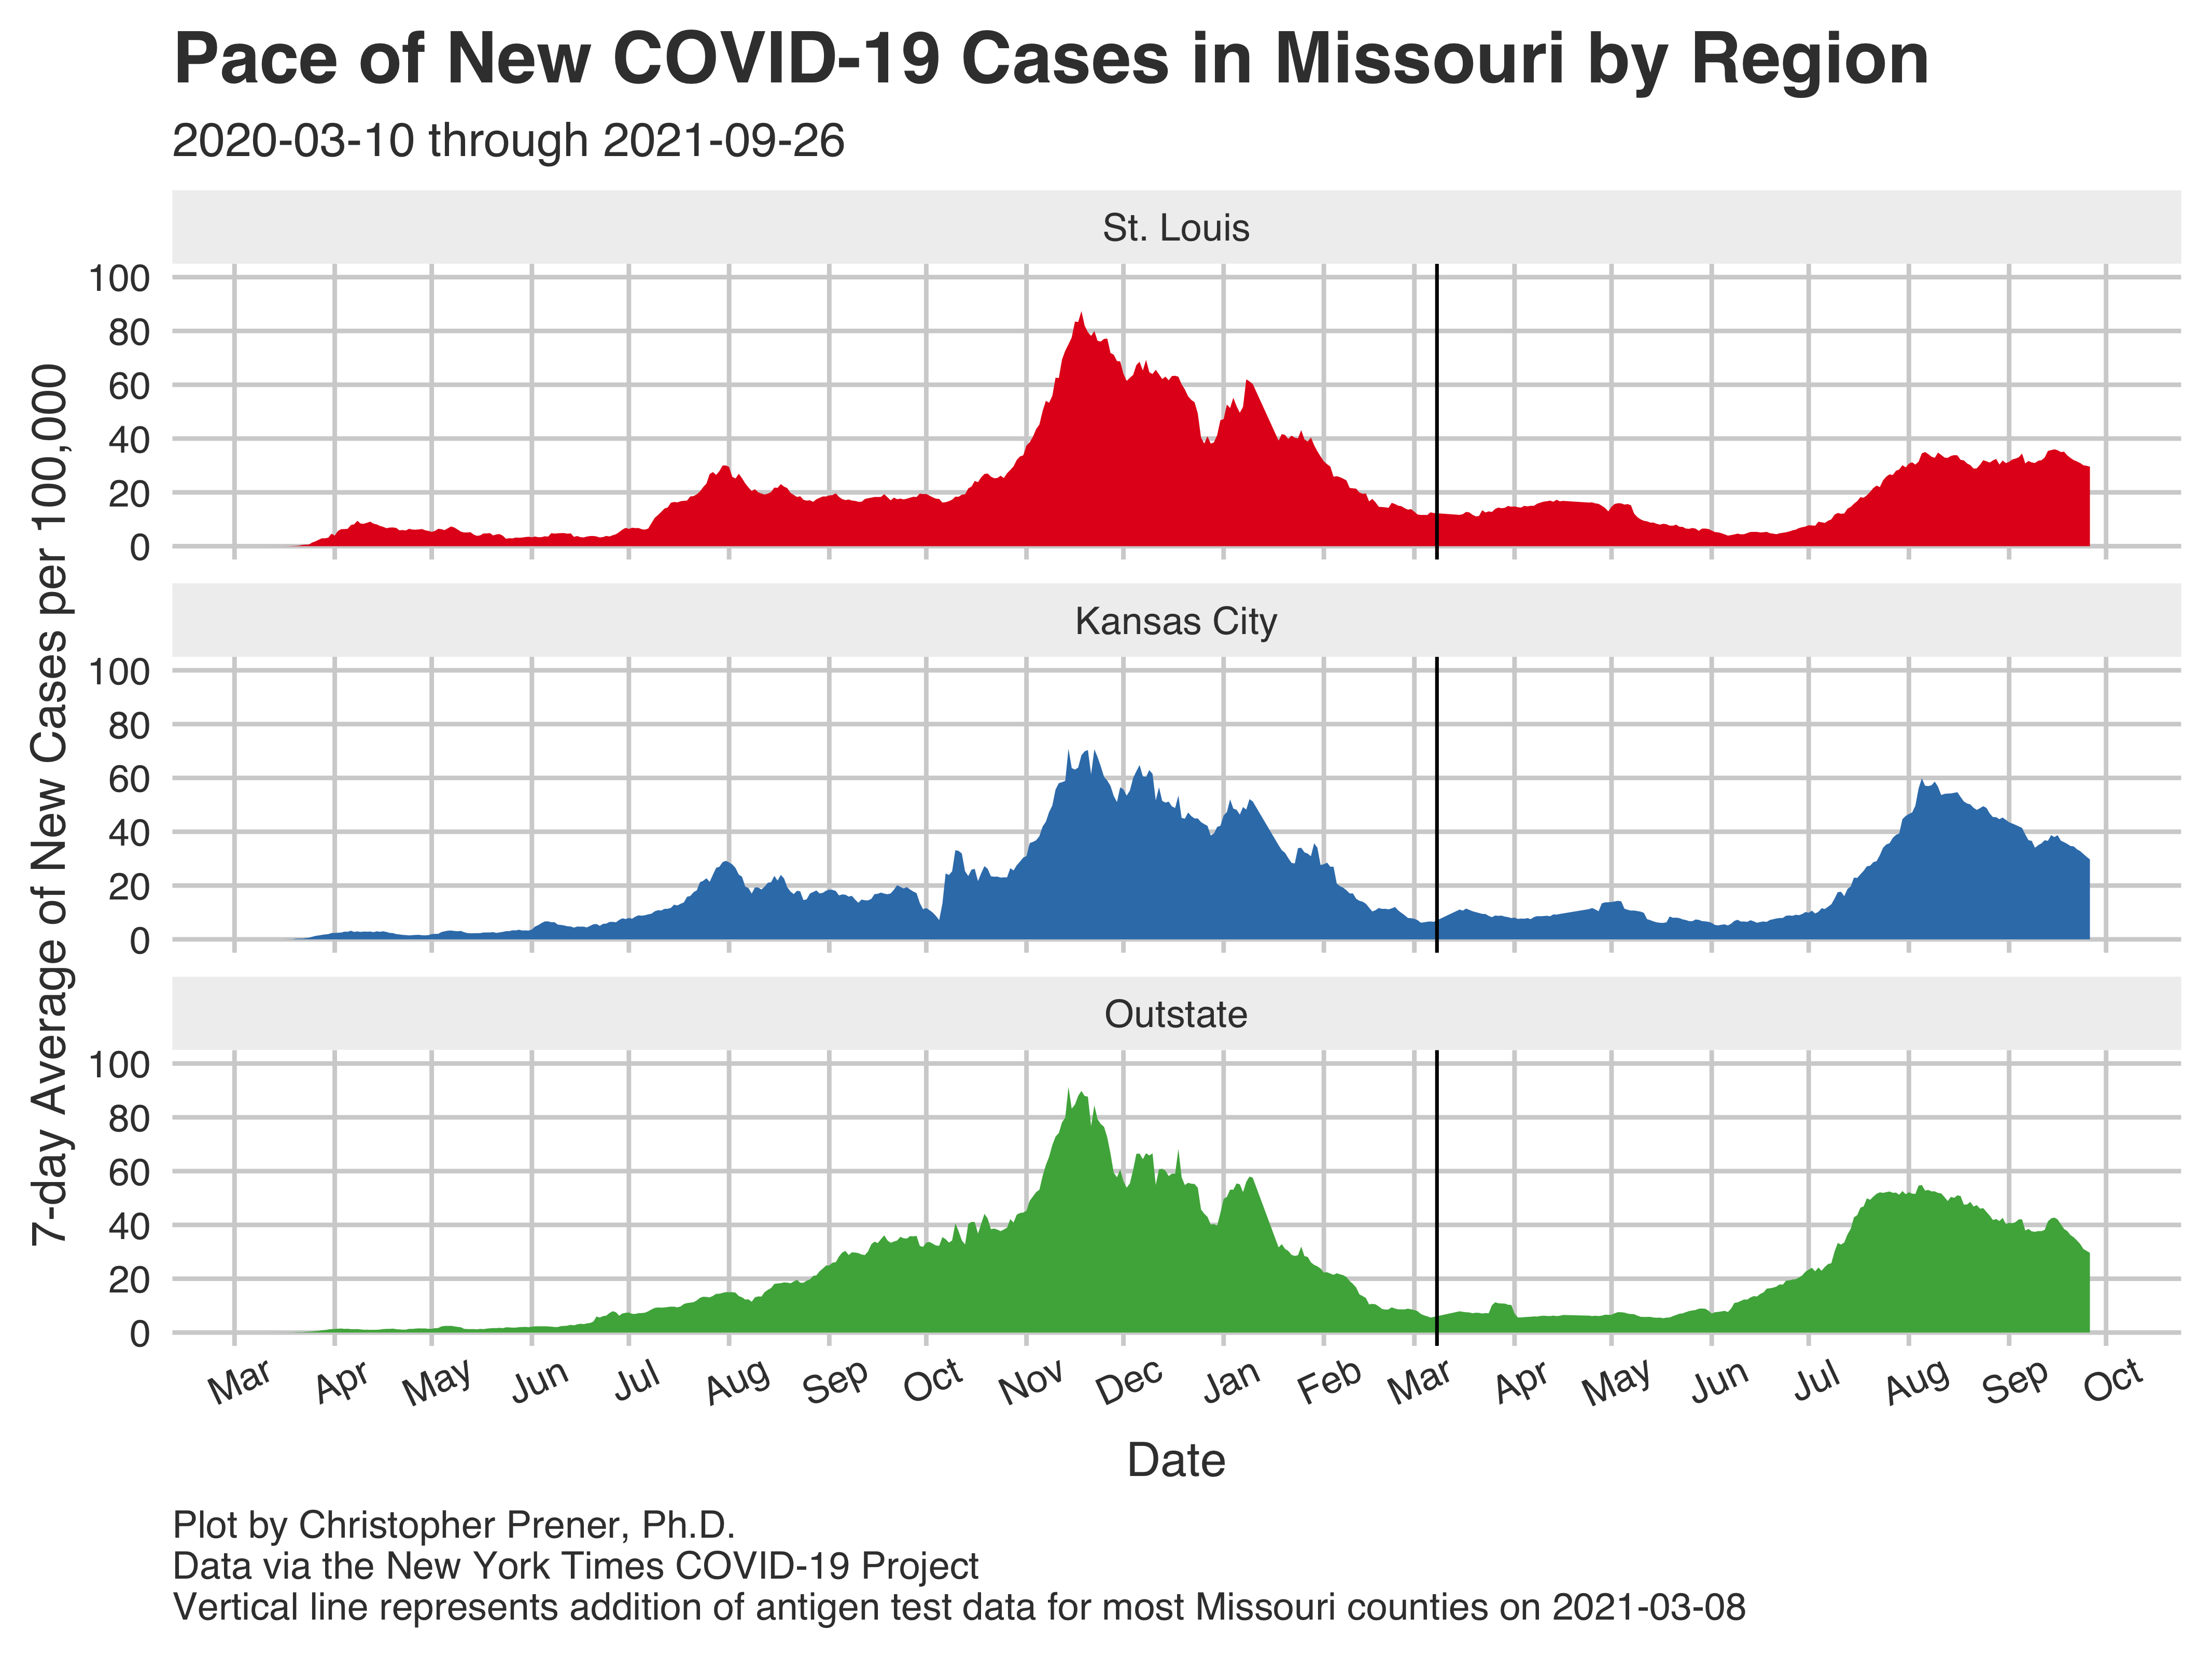 Pace of New COVID-19 Cases in Missouri by Region
2020-03-10 through 2021-09-26
7-day Average of New Cases per 100,000
St. Louis
100
80
60
40
20
0
Kansas City
100
80
60
40
20
0
Outstate
100
80
60
40
20
0
Mar Apr May Jun Jul Aug Sep Oct Nov Dec Jan Feb Mar Apr May Jun Jul Aug Sep Oct
Date
Plot by Christopher Prener, Ph.D.
Data via the New York Times COVID-19 Project
Vertical line represents addition of antigen test data for most Missouri counties on 2021-03-08